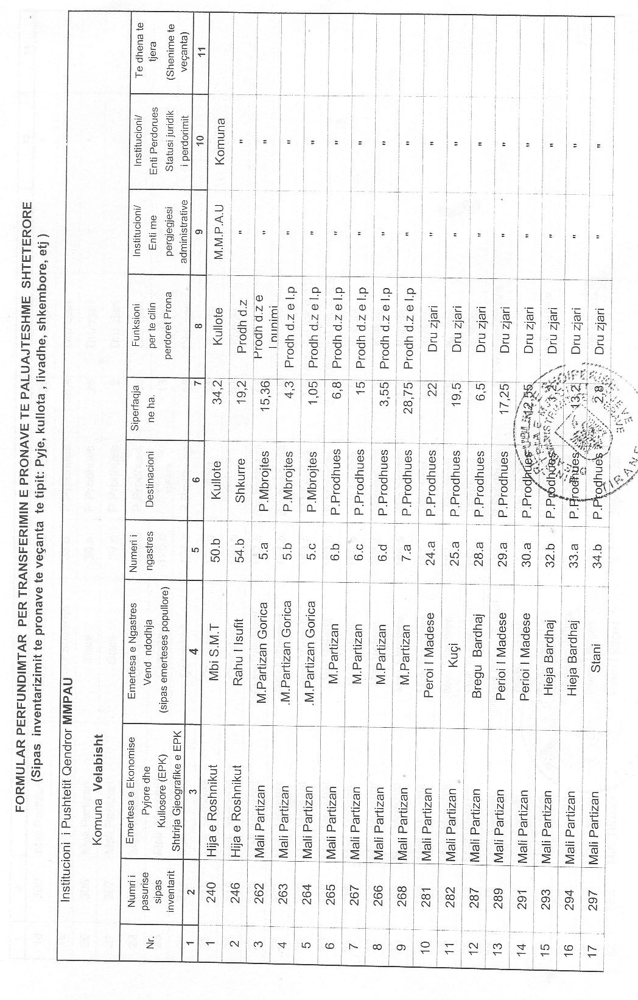 FORMULAR PERFUNDIMTAR PER TRANSFERIMIN E PRONAVE TE PALUAJTESHME SHTETERORE
(Sipas inventarizimit te pronave te veçanta te tipit: Pyje, kullota , livadhe, shkembore, etj )
Institucioni i Pushtetit Qendror MMPAU
Komuna Velabisht
Nr. | Numri i pasurise sipas inventarit | Emertesa e Ekonomise Pyjore dhe Kullosore (EPK) Shtrirja Gjeografike e EPK | Emertesa e Ngastres Vend ndodhja (sipas emerteses popullore) | Numeri i ngastres | Destinacioni | Siperfaqja ne ha. | Funksioni per te cilin perdoret Prona | Institucioni/ Enti me pergjegjesi administrative | Institucioni/ Enti Perdorues Statusi juridik i perdorimit | Te dhena te tjera (Shenime te veçanta)
1 | 2 | 3 | 4 | 5 | 6 | 7 | 8 | 9 | 10 | 11
1 | 240 | Hija e Roshnikut | Mbi S.M.T | 50.b | Kullote | 34,2 | Kullote | M.M.P.A.U | Komuna
2 | 246 | Hija e Roshnikut | Rahu I Isufit | 54.b | Shkurre | 19,2 | Prodh d.z | " | "
3 | 262 | Mali Partizan | M.Partizan Gorica | 5.a | P.Mbrojtes | 15,36 | Prodh d.z e l punimi | " | "
4 | 263 | Mali Partizan | .M.Partizan Gorica | 5.b | P.Mbrojtes | 4,3 | Prodh d.z e l.p | " | "
5 | 264 | Mali Partizan | .M.Partizan Gorica | 5.c | P.Mbrojtes | 1,05 | Prodh d.z e l.p | " | "
6 | 265 | Mali Partizan | M.Partizan | 6.b | P.Prodhues | 6,8 | Prodh d.z e l.p | " | "
7 | 267 | Mali Partizan | M.Partizan | 6.c | P.Prodhues | 15 | Prodh d.z e l.p | " | "
8 | 266 | Mali Partizan | M.Partizan | 6.d | P.Prodhues | 3,55 | Prodh d.z e l.p | " | "
9 | 268 | Mali Partizan | M.Partizan | 7.a | P.Prodhues | 28,75 | Prodh d.z e l.p | " | "
10 | 281 | Mali Partizan | Peroi I Madese | 24.a | P.Prodhues | 22 | Dru zjari | " | "
11 | 282 | Mali Partizan | Kuçi | 25.a | P.Prodhues | 19,5 | Dru zjari | " | "
12 | 287 | Mali Partizan | Bregu Bardhaj | 28.a | P.Prodhues | 6,5 | Dru zjari | " | "
13 | 289 | Mali Partizan | Perioi I Madese | 29.a | P.Prodhues | 17,25 | Dru zjari | " | "
14 | 291 | Mali Partizan | Perioi I Madese | 30.a | P.Prodhues | 12,55 | Dru zjari | " | "
15 | 293 | Mali Partizan | Hieja Bardhaj | 32.b | P.Prodhues | Dru zjari | " | "
16 | 294 | Mali Partizan | Hieja Bardhaj | 33.a | P.Prodhues | 13,2 | Dru zjari | " | "
17 | 297 | Mali Partizan | Stani | 34.b | P.Prodhues | 2,8 | Dru zjari | " | "
TIRANE